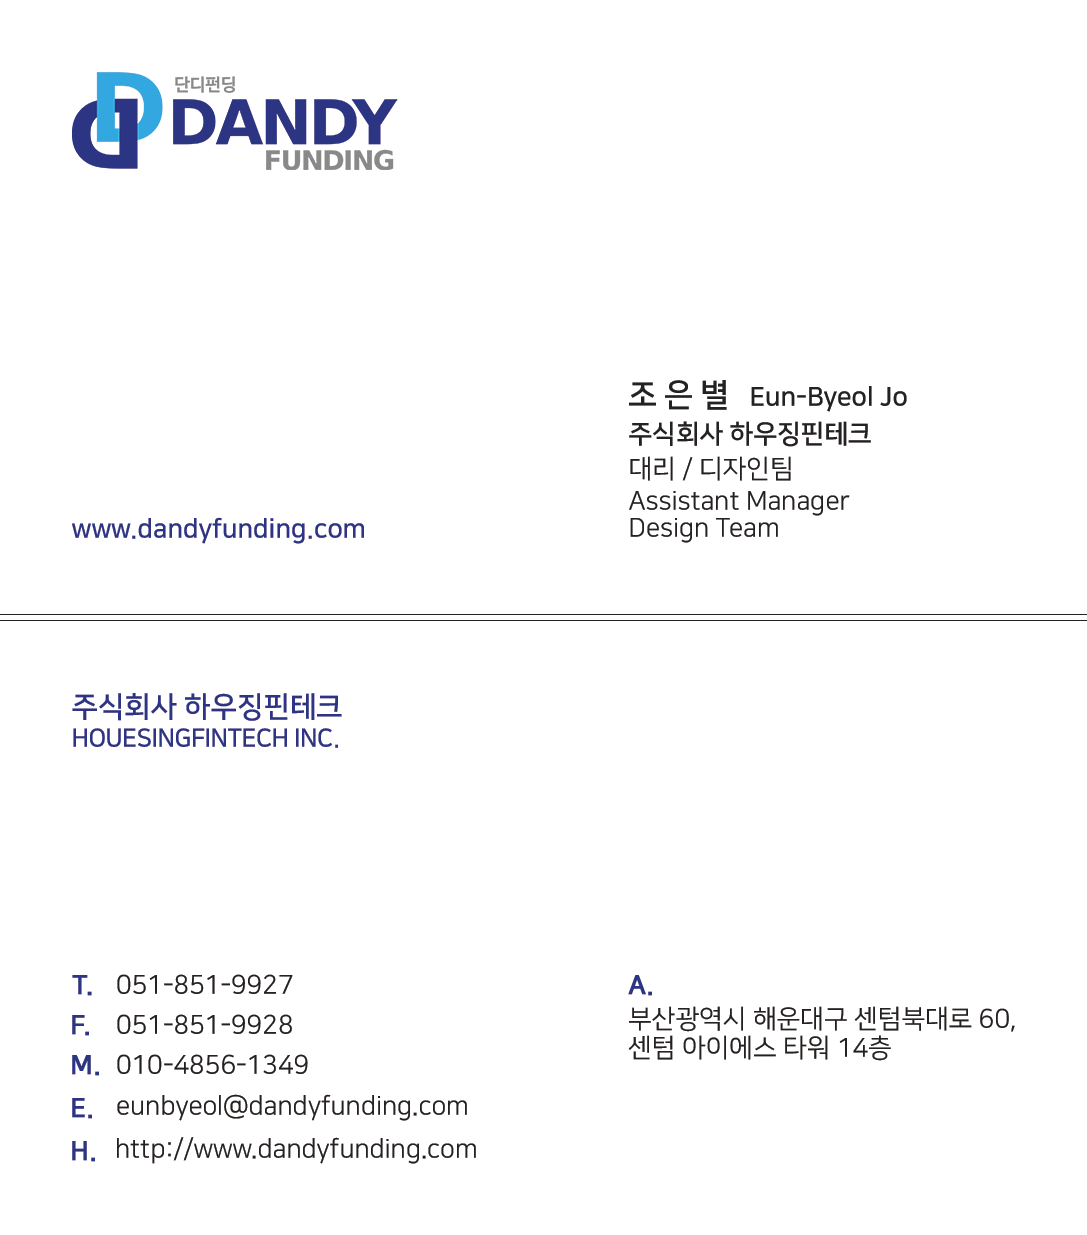 단디펀딩
DANDY
FUNDING
조은별 Eun-Byeol Jo
주식회사 하우징핀테크
대리 / 디자인팀
Assistant Manager
Design Team
www.dandyfunding.com
주식회사 하우징핀테크
HOUESINGFINTECH INC.
T. 051-851-9927
F. 051-851-9928
M. 010-4856-1349
E. eunbyeol@dandyfunding.com
H. http://www.dandyfunding.com
A.
부산광역시 해운대구 센텀북대로 60,
센텀 아이에스 타워 14층